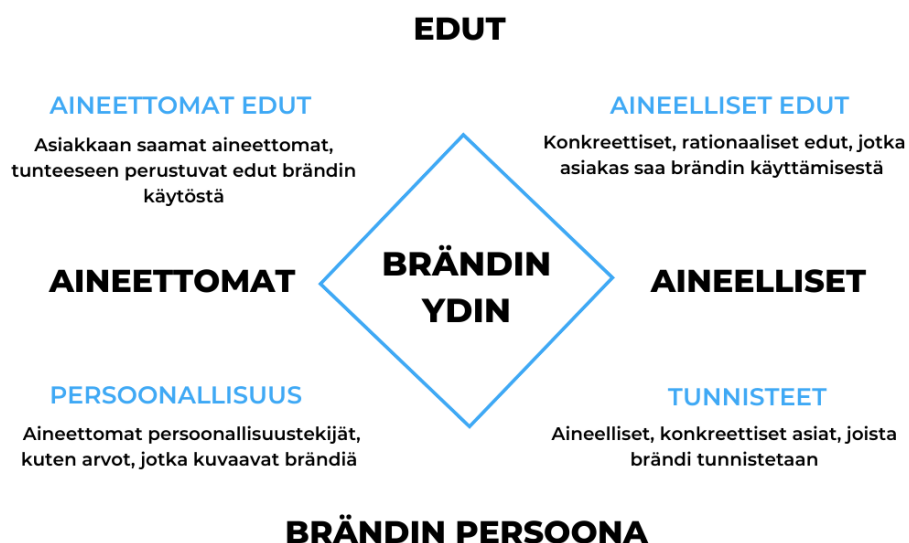 EDUT
AINEETTOMAT EDUT
Asiakkaan saamat aineettomat,
tunteeseen perustuvat edut brändin
käytöstä
AINEELLISET EDUT
Konkreettiset, rationaaliset edut, jotka
asiakas saa brändin käyttämisestä
AINEETTOMAT
BRÄNDIN
YDIN
AINEELLISET
PERSOONALLISUUS
Aineettomat persoonallisuustekijät,
kuten arvot, jotka kuvaavat brändiä
TUNNISTEET
Aineelliset, konkreettiset asiat, joista
brändi tunnistetaan
BRÄNDIN PERSOONA